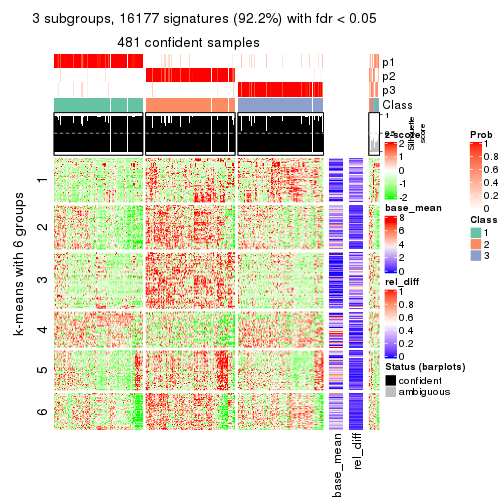 3 subgroups, 16177 signatures (92.2%) with fdr < 0.05
481 confident samples
p1
p2
p3
Class
1
Silhouette
score
k-means with 6 groups
1
2
3
4
5
6
base_mean
rel_diff
z-score
2
1
0
-1
-2
base_mean
8
6
4
2
0
rel_diff
1
0.8
0.6
0.4
0.2
0
Status (barplots)
confident
ambiguous
Prob
1
0.8
0.6
0.4
0.2
0
Class
1
2
3